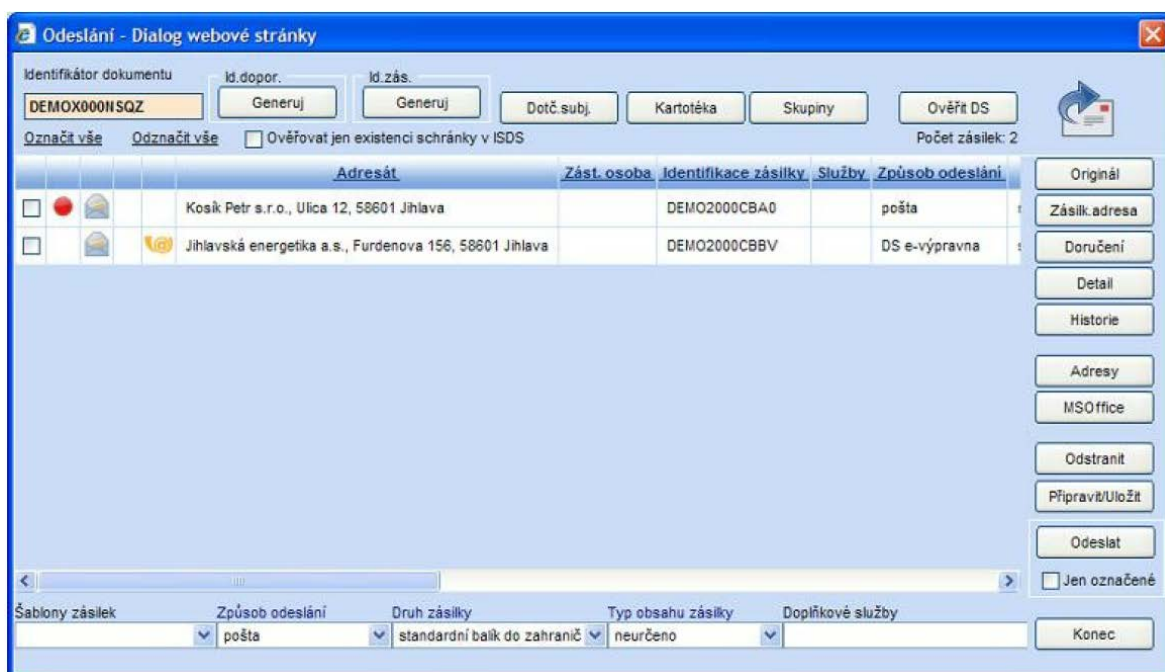 Odeslání - Dialog webové stránky
Identifikátor dokumentu Id.dopor. Id.zás.
DEMOX000NSQZ Generuj Generuj Dotč.subj. Kartotéka Skupiny Ověřit DS
Označit vše Odznačit vše Ověřovat jen existenci schránky v ISDS Počet zásilek: 2
Adresát Zást. osoba Identifikace zásilky Služby Způsob odeslání
Kosík Petr s.r.o., Ulica 12, 58601 Jihlava DEMO2000CBA0 pošta
Jihlavská energetika a.s., Furdenova 156, 58601 Jihlava DEMO2000CBBV DS e-výpravna
Originál
Zásilk.adresa
Doručení
Detail
Historie
Adresy
MSOffice
Odstranit
Připravit/Uložit
Odeslat
Jen označené
Šablony zásilek Způsob odeslání Druh zásilky Typ obsahu zásilky Doplňkové služby
pošta standardní balík do zahranič neurčeno
Konec